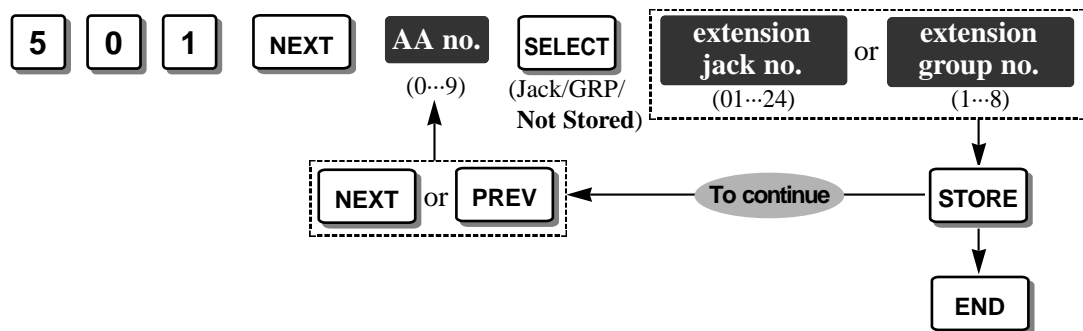 5 0 1 NEXT AA no. SELECT extension jack no. or extension group no.
(0···9) (Jack/GRP/ Not Stored) (01···24) (1···8)
NEXT or PREV To continue STORE
END